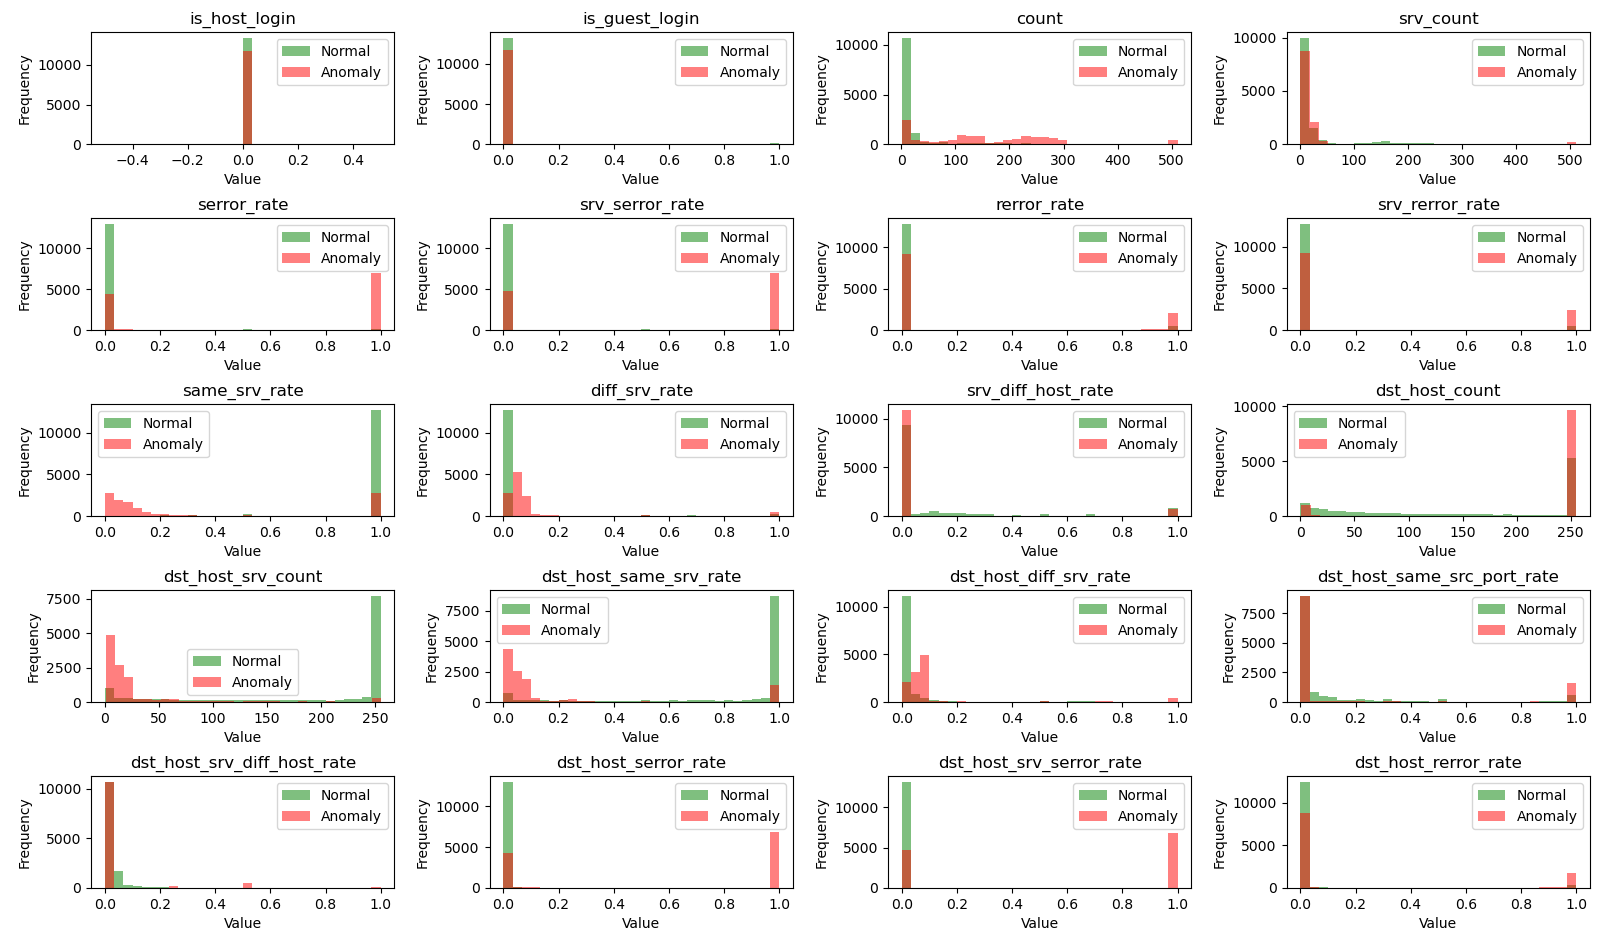 is_host_login
Frequency
10000
5000
0
Normal
Anomaly
−0.4 −0.2 0.0 0.2 0.4
Value
is_guest_login
Frequency
10000
5000
0
Normal
Anomaly
0.0 0.2 0.4 0.6 0.8 1.0
Value
count
Frequency
10000
5000
0
Normal
Anomaly
0 100 200 300 400 500
Value
srv_count
Frequency
10000
5000
0
Normal
Anomaly
0 100 200 300 400 500
Value
serror_rate
Frequency
10000
5000
0
Normal
Anomaly
0.0 0.2 0.4 0.6 0.8 1.0
Value
srv_serror_rate
Frequency
10000
5000
0
Normal
Anomaly
0.0 0.2 0.4 0.6 0.8 1.0
Value
rerror_rate
Frequency
10000
5000
0
Normal
Anomaly
0.0 0.2 0.4 0.6 0.8 1.0
Value
srv_rerror_rate
Frequency
10000
5000
0
Normal
Anomaly
0.0 0.2 0.4 0.6 0.8 1.0
Value
same_srv_rate
Frequency
10000
5000
0
Normal
Anomaly
0.0 0.2 0.4 0.6 0.8 1.0
Value
diff_srv_rate
Frequency
10000
5000
0
Normal
Anomaly
0.0 0.2 0.4 0.6 0.8 1.0
Value
srv_diff_host_rate
Frequency
10000
5000
0
Normal
Anomaly
0.0 0.2 0.4 0.6 0.8 1.0
Value
dst_host_count
Frequency
10000
5000
0
Normal
Anomaly
0 50 100 150 200 250
Value
dst_host_srv_count
Frequency
7500
5000
2500
0
Normal
Anomaly
0 50 100 150 200 250
Value
dst_host_same_srv_rate
Frequency
7500
5000
2500
0
Normal
Anomaly
0.0 0.2 0.4 0.6 0.8 1.0
Value
dst_host_diff_srv_rate
Frequency
10000
5000
0
Normal
Anomaly
0.0 0.2 0.4 0.6 0.8 1.0
Value
dst_host_same_src_port_rate
Frequency
7500
5000
2500
0
Normal
Anomaly
0.0 0.2 0.4 0.6 0.8 1.0
Value
dst_host_srv_diff_host_rate
Frequency
10000
5000
0
Normal
Anomaly
0.0 0.2 0.4 0.6 0.8 1.0
Value
dst_host_serror_rate
Frequency
10000
5000
0
Normal
Anomaly
0.0 0.2 0.4 0.6 0.8 1.0
Value
dst_host_srv_serror_rate
Frequency
10000
5000
0
Normal
Anomaly
0.0 0.2 0.4 0.6 0.8 1.0
Value
dst_host_rerror_rate
Frequency
10000
5000
0
Normal
Anomaly
0.0 0.2 0.4 0.6 0.8 1.0
Value